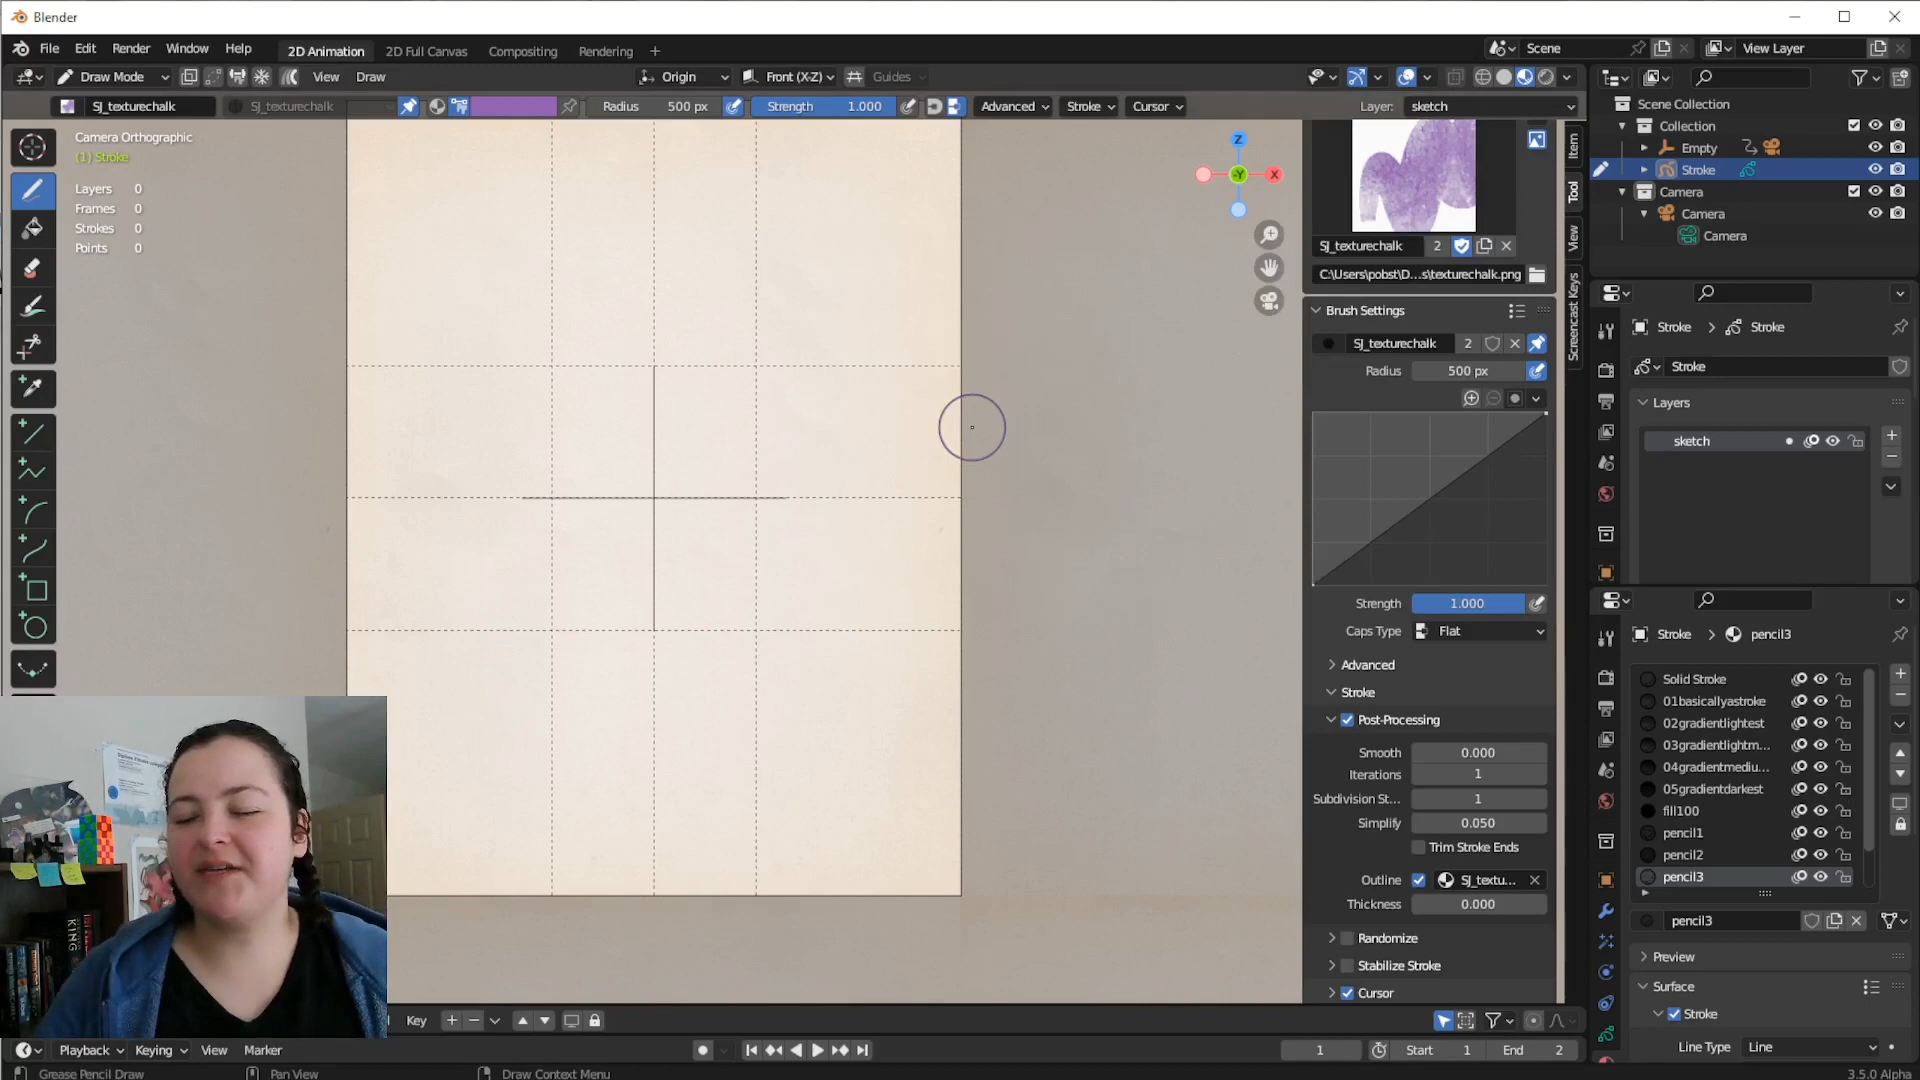 Blender
File Edit Render Window Help 2D Animation 2D Full Canvas Compositing Rendering + Scene View Layer
Draw Mode View Draw Origin Front (X-Z) Guides
SJ_texturechalk SJ_texturechalk Radius 500 px Strength 1.000 Advanced Stroke Cursor Layer: sketch
Camera Orthographic
(1) Stroke
Layers 0
Frames 0
Strokes 0
Points 0
Z
-Y X
Item
Tool
View
Screencast Keys
SJ_texturechalk 2
C:\Users\pobst\D...s\texturechalk.png
Brush Settings
SJ_texturechalk 2
Radius 500 px
Strength 1.000
Caps Type Flat
Advanced
Stroke
Post-Processing
Smooth 0.000
Iterations 1
Subdivision St... 1
Simplify 0.050
Trim Stroke Ends
Outline SJ_textu...
Thickness 0.000
Randomize
Stabilize Stroke
Cursor
Scene Collection
Collection
Empty
Stroke
Camera
Camera
Camera
Stroke > Stroke
Stroke
Layers
sketch
Stroke > pencil3
Solid Stroke
01basicallyastroke
02gradientlightest
03gradientlightm...
04gradientmediu...
05gradientdarkest
fill100
pencil1
pencil2
pencil3
pencil3
Preview
Surface
Stroke
Line Type Line
KING
Key
Playback Keying View Marker 1 Start 1 End 2
Grease Pencil Draw Pan View Draw Context Menu 3.5.0 Alpha